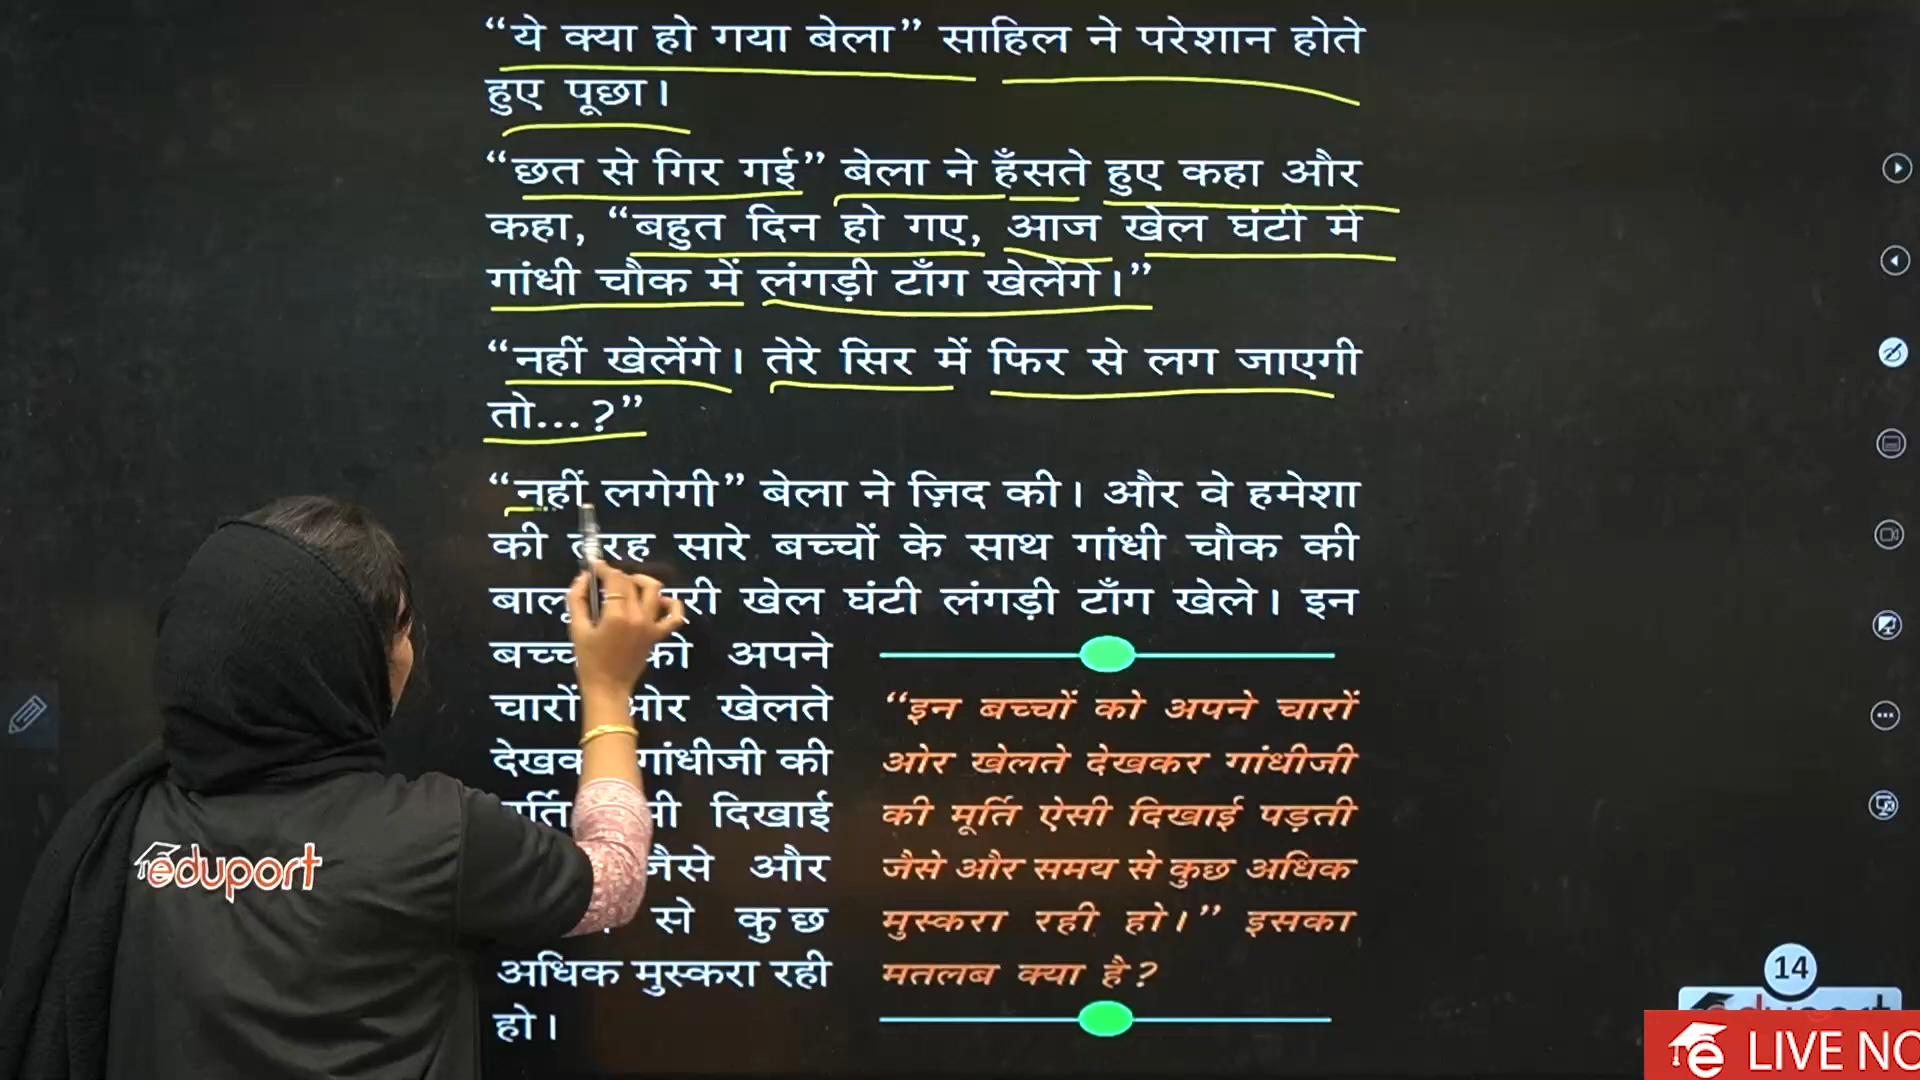 “ये क्या हो गया बेला” साहिल ने परेशान होते
हुए पूछा।
“छत से गिर गई” बेला ने हँसते हुए कहा और
कहा, “बहुत दिन हो गए, आज खेल घंटी में
गांधी चौक में लंगड़ी टाँग खेलेंगे।”
“नहीं खेलेंगे। तेरे सिर में फिर से लग जाएगी
तो...?”
“नहीं लगेगी” बेला ने ज़िद की। और वे हमेशा
की तरह सारे बच्चों के साथ गांधी चौक की
खेल घंटी लंगड़ी टाँग खेले। इन
को अपने
ओर खेलते
गांधीजी की
दिखाई
जैसे और
से कुछ
अधिक मुस्करा रही
हो।
“इन बच्चों को अपने चारों
ओर खेलते देखकर गांधीजी
की मूर्ति ऐसी दिखाई पड़ती
जैसे और समय से कुछ अधिक
मुस्करा रही हो।” इसका
मतलब क्या है?
eduport
14
LIVE NO